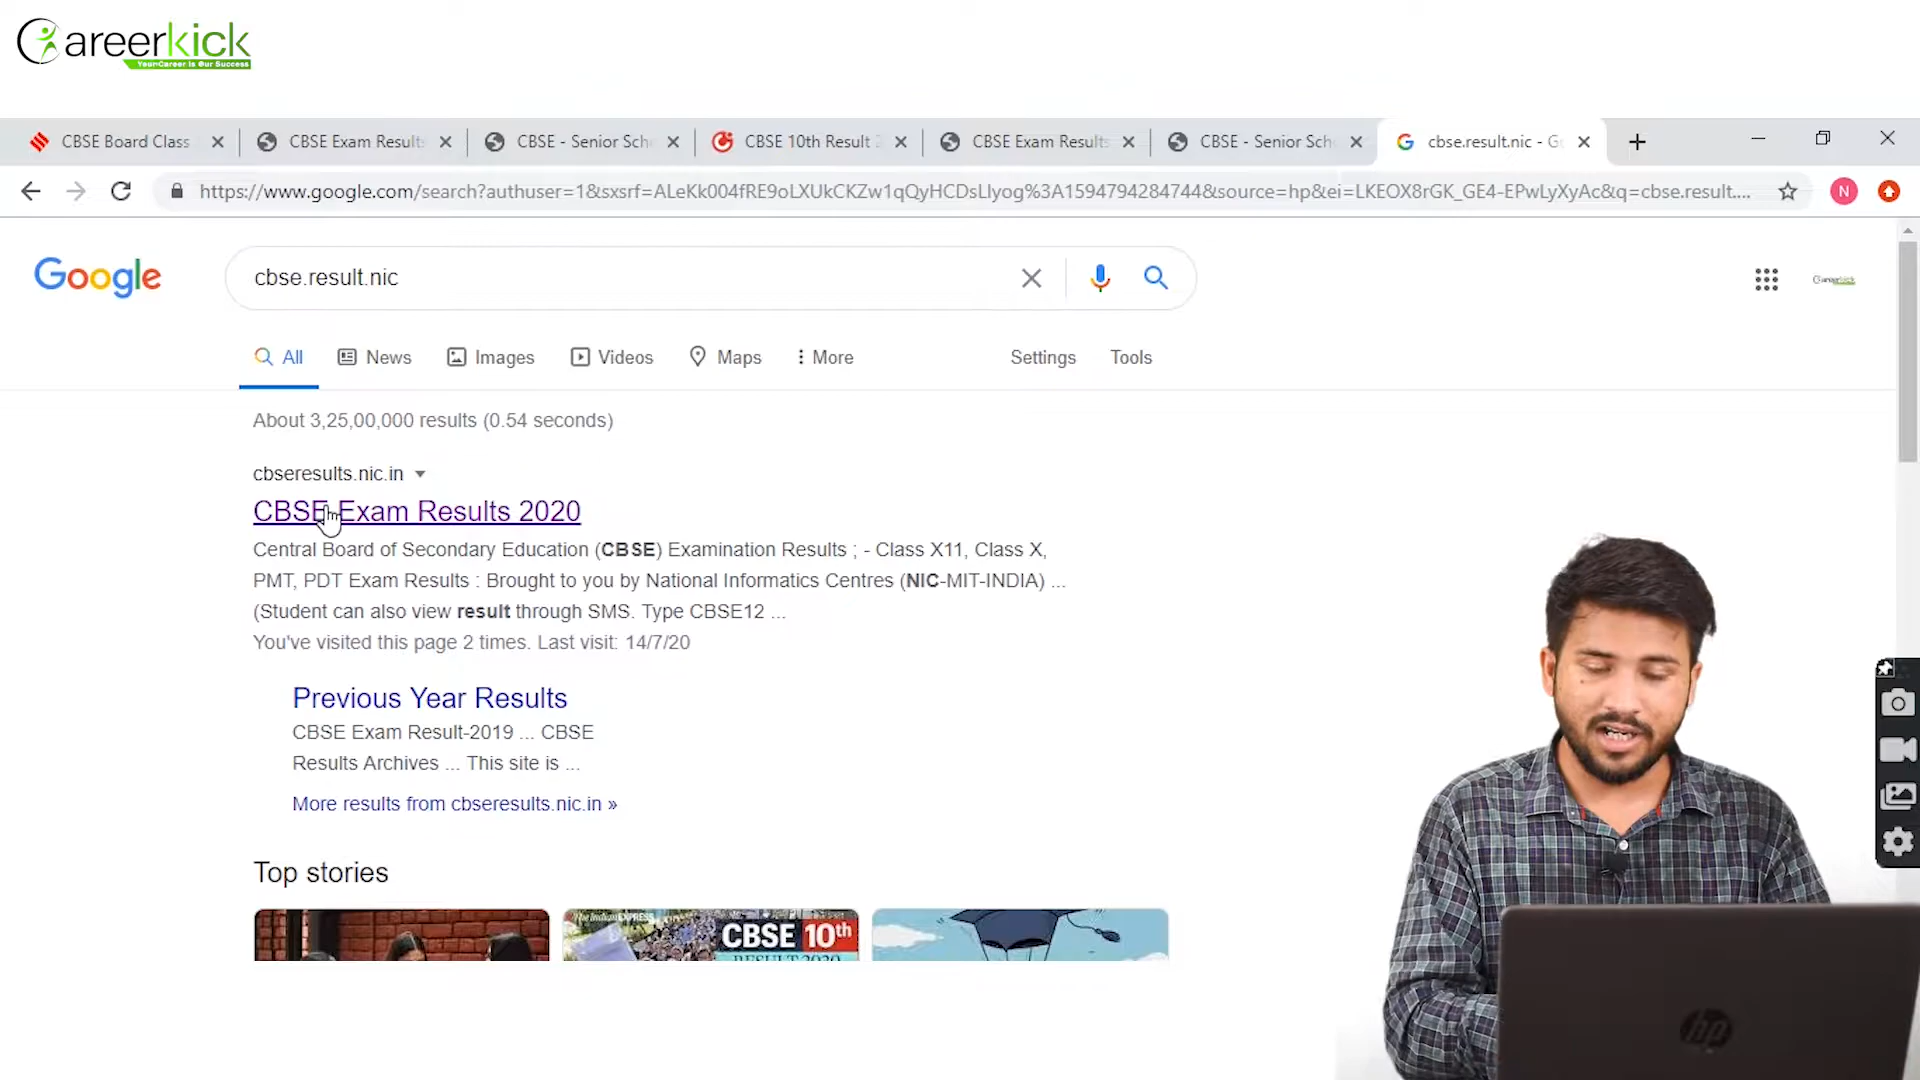 Careerkick
Your Career is Our Success
CBSE Board Class
CBSE Exam Results
CBSE - Senior Sch
CBSE 10th Result 2
CBSE Exam Results
CBSE - Senior Sch
cbse.result.nic - G
https://www.google.com/search?authuser=1&sxsrf=ALeKk004fRE9oLXUkCKZw1qQyHCDsLlyog%3A1594794284744&source=hp&ei=LKEOX8rGK_GE4-EPwLyXyAc&q=cbse.result....
N
Google
cbse.result.nic
Careerkick
All
News
Images
Videos
Maps
More
Settings
Tools
About 3,25,00,000 results (0.54 seconds)
cbseresults.nic.in
CBSE Exam Results 2020
Central Board of Secondary Education (CBSE) Examination Results ; - Class X11, Class X,
PMT, PDT Exam Results : Brought to you by National Informatics Centres (NIC-MIT-INDIA) ...
(Student can also view result through SMS. Type CBSE12 ...
You've visited this page 2 times. Last visit: 14/7/20
Previous Year Results
CBSE Exam Result-2019 ... CBSE
Results Archives ... This site is ...
More results from cbseresults.nic.in »
Top stories
The Indian EXPRESS
CBSE 10th
RESULT 2020
hp